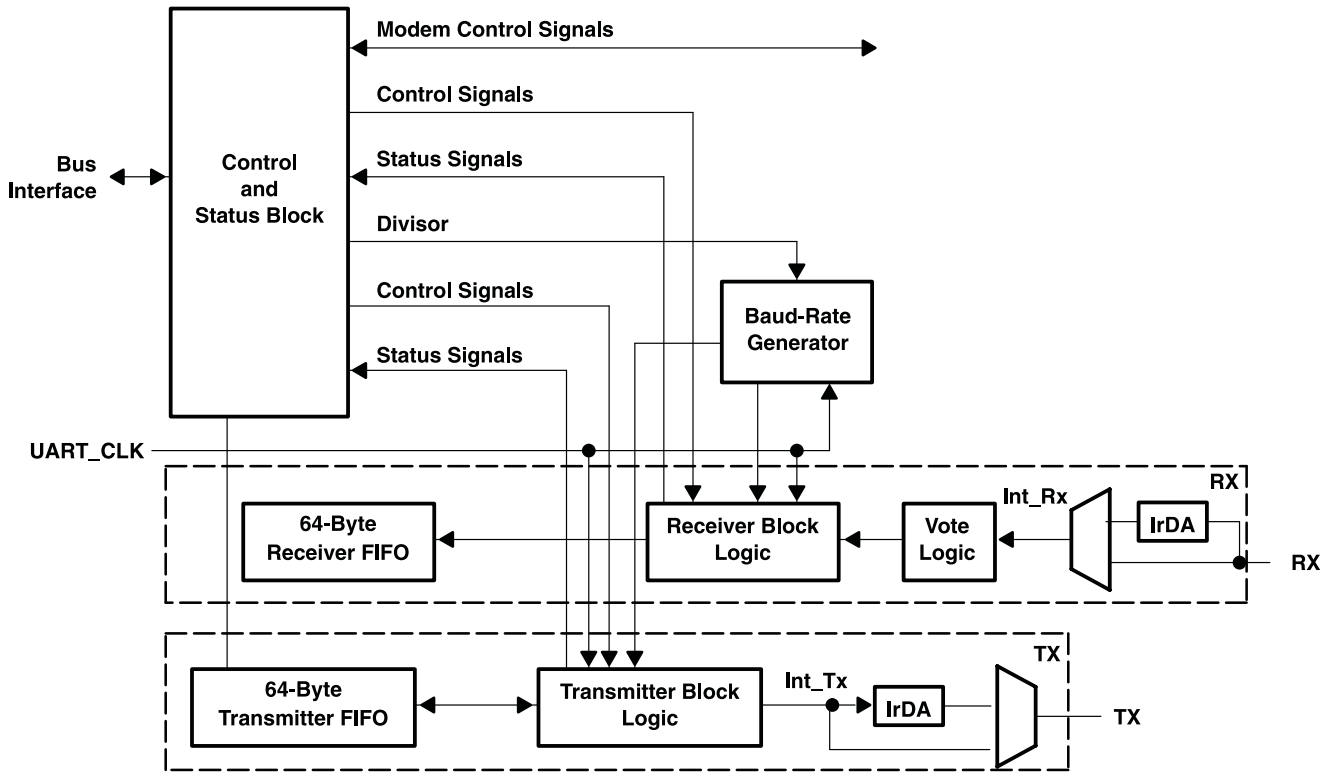 Modem Control Signals
Control Signals
Bus
Interface
Control
and
Status Block
Status Signals
Divisor
Control Signals
Baud-Rate
Generator
Status Signals
UART_CLK
RX
64-Byte
Receiver FIFO
Receiver Block
Logic
Vote
Logic
Int_Rx
IrDA
RX
TX
64-Byte
Transmitter FIFO
Transmitter Block
Logic
Int_Tx
IrDA
TX